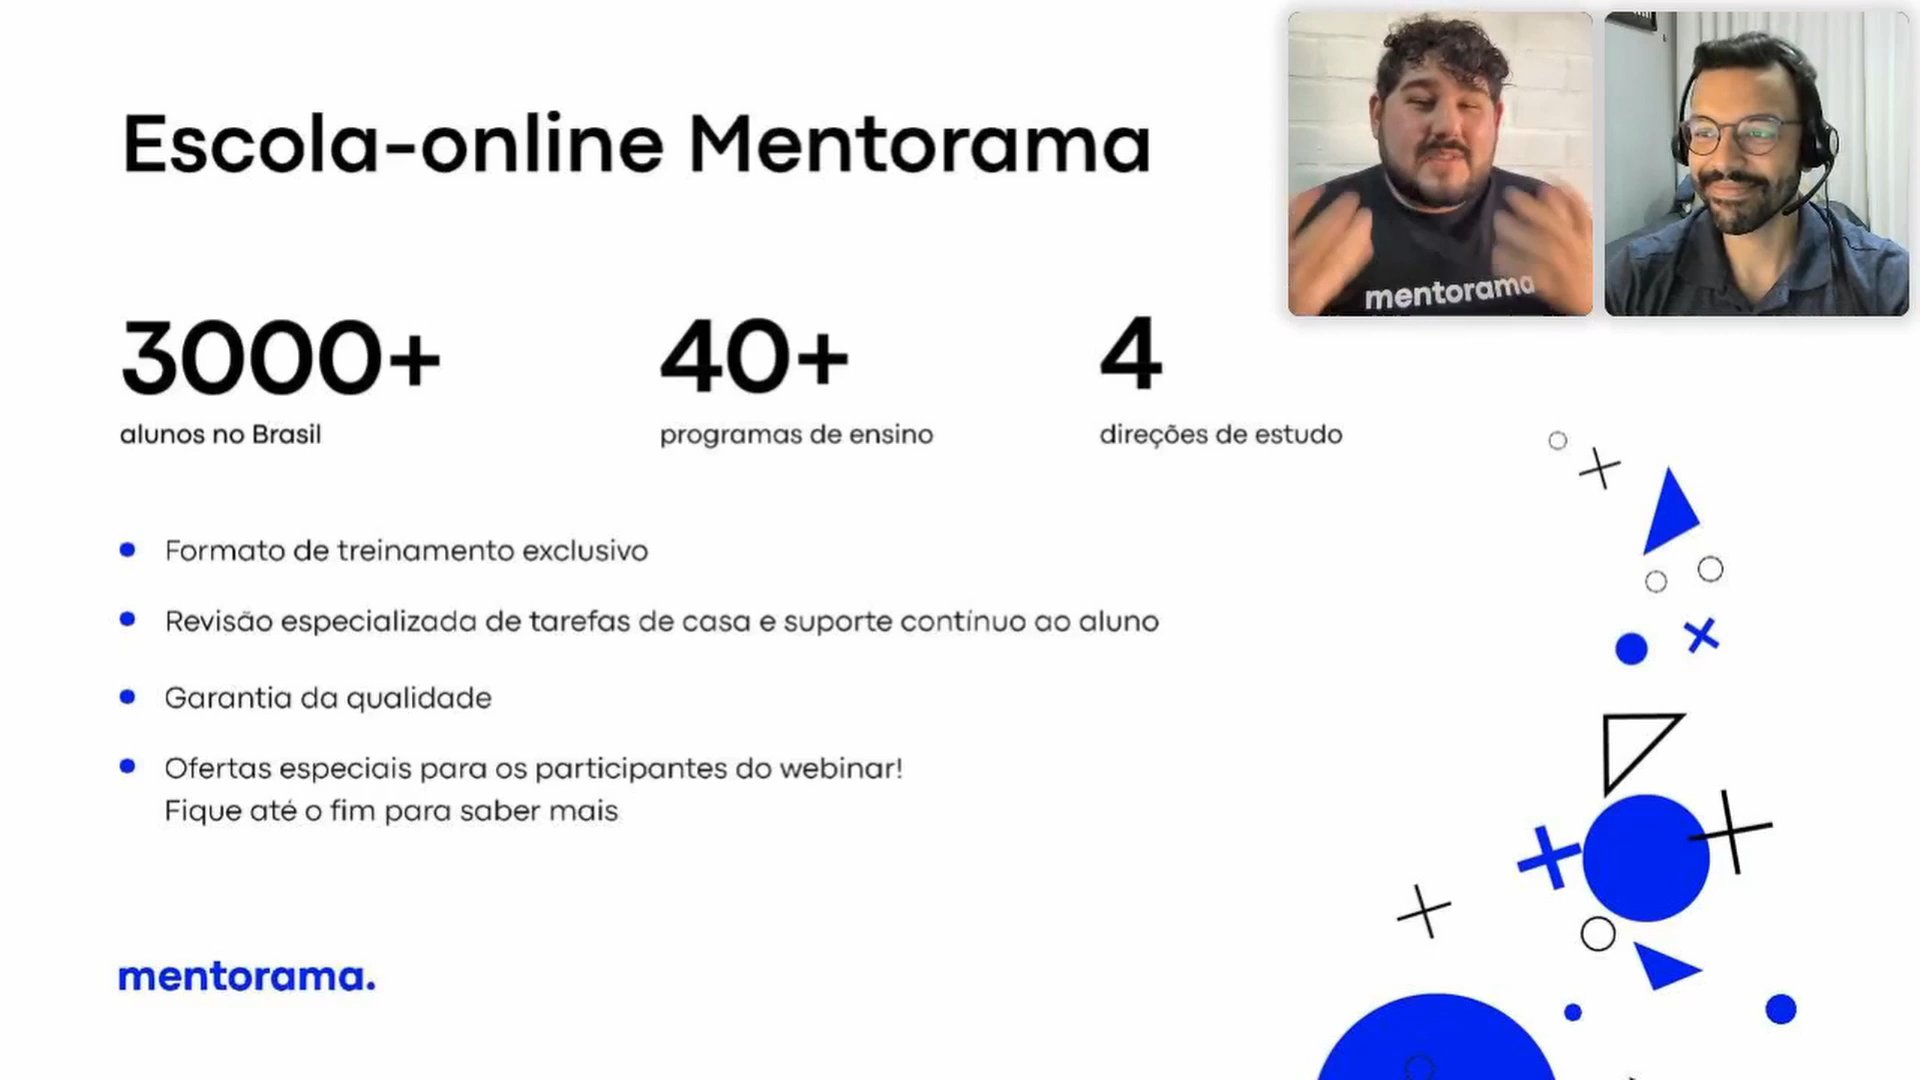 Escola-online Mentorama
mentorama
3000+
40+
4
alunos no Brasil
programas de ensino
direções de estudo
Formato de treinamento exclusivo
Revisão especializada de tarefas de casa e suporte contínuo ao aluno
Garantia da qualidade
Ofertas especiais para os participantes do webinar!
Fique até o fim para saber mais
mentorama.